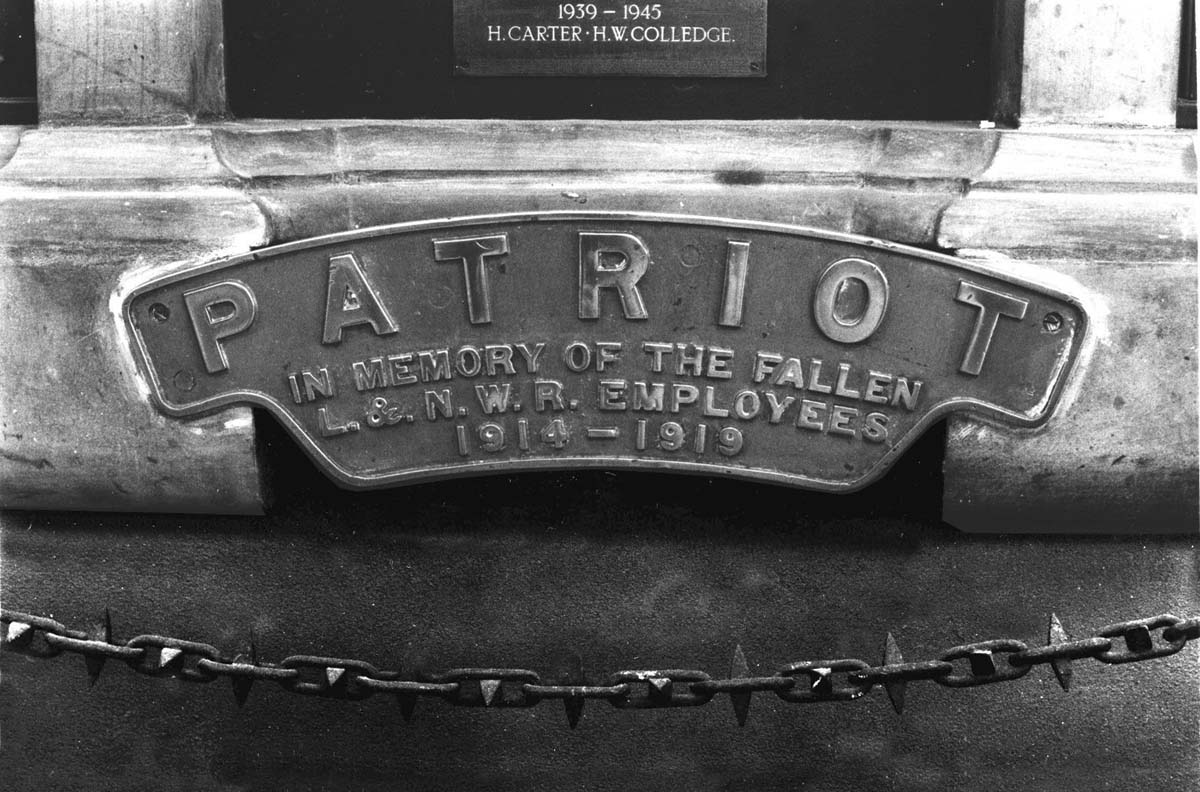 1939 – 1945
H. CARTER · H.W. COLLEDGE.
PATRIOT
IN MEMORY OF THE FALLEN
L. &. N. W. R. EMPLOYEES
1914 – 1919